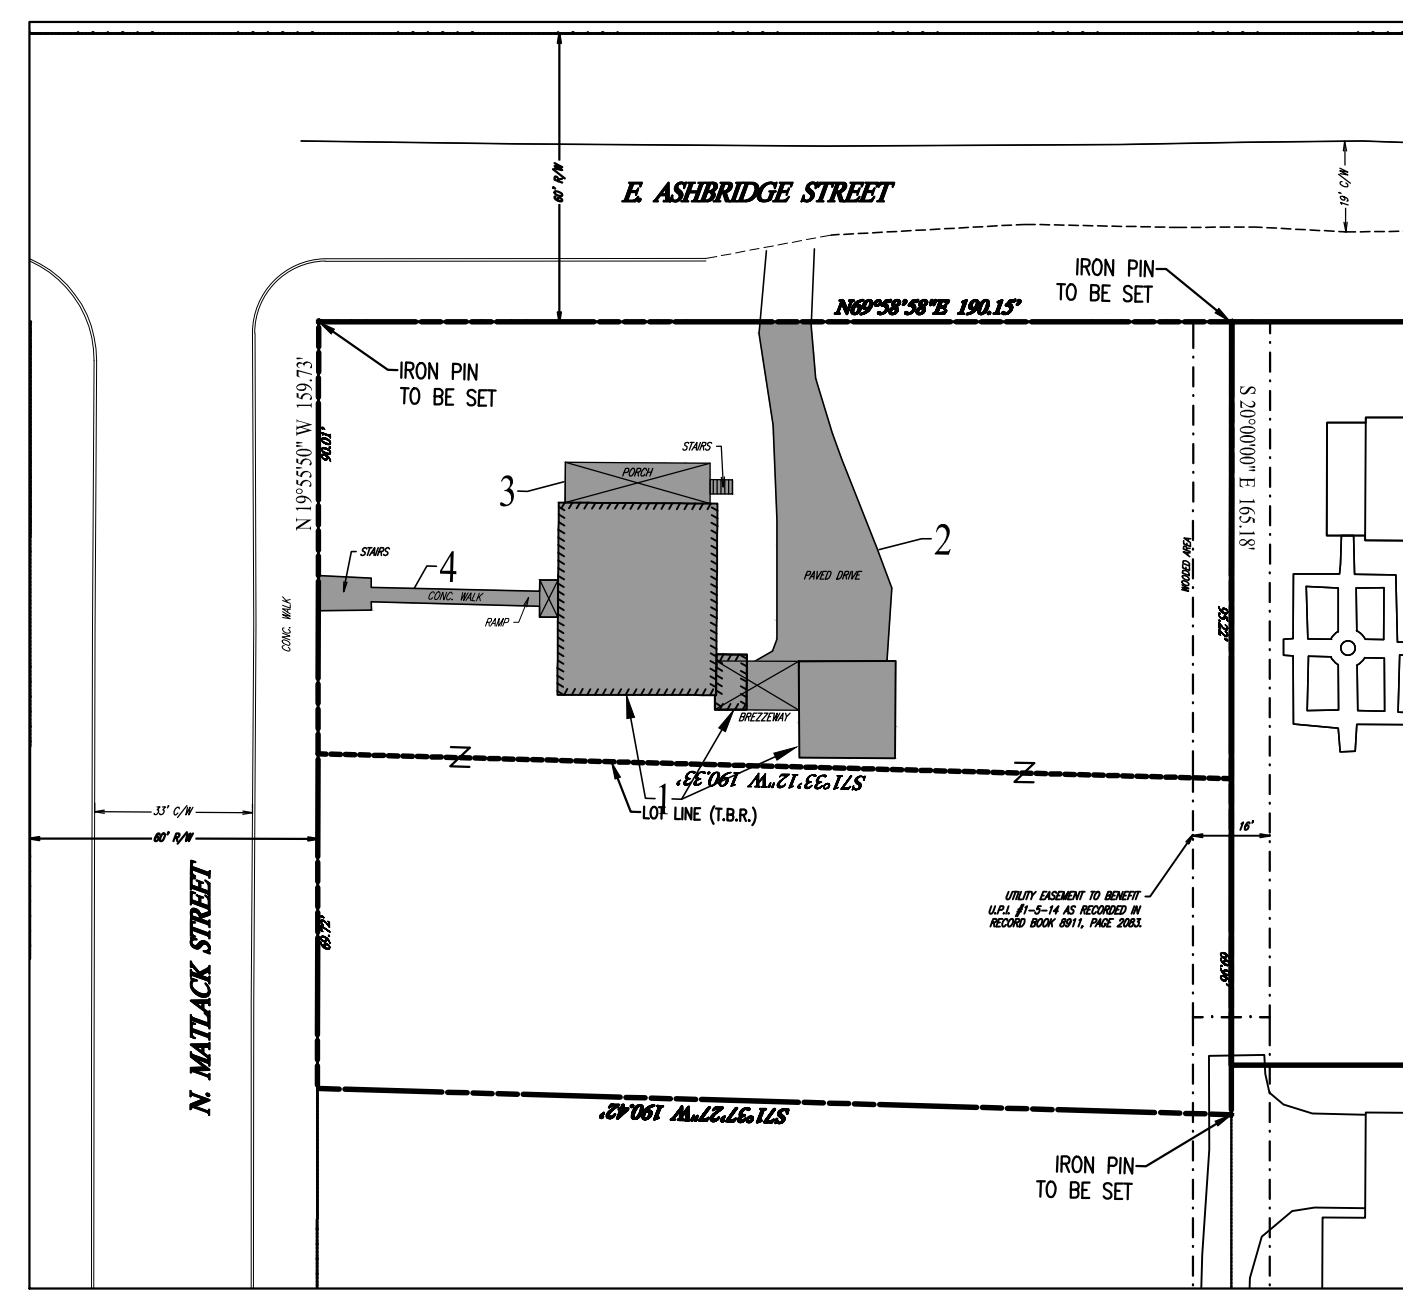 60' R/W
E. ASHBRIDGE STREET
19' C/W
IRON PIN
TO BE SET
N69°58'58"E 190.15'
IRON PIN
TO BE SET
N 19°55'50" W 159.73'
90.01'
S 20°00'00" E 165.18'
STAIRS
PORCH
3
2
STAIRS
4
CONC. WALK
RAMP
CONC. WALK
PAVED DRIVE
WOODED AREA
95.22'
BREZZEWAY
S71°33'12"W 190.33'
1
LOT LINE (T.B.R.)
33' C/W
60' R/W
16'
UTILITY EASEMENT TO BENEFIT
U.P.I. #1-5-14 AS RECORDED IN
RECORD BOOK 8911, PAGE 2083.
N. MATLACK STREET
69.72'
69.96'
S71°37'27"W 190.42'
IRON PIN
TO BE SET